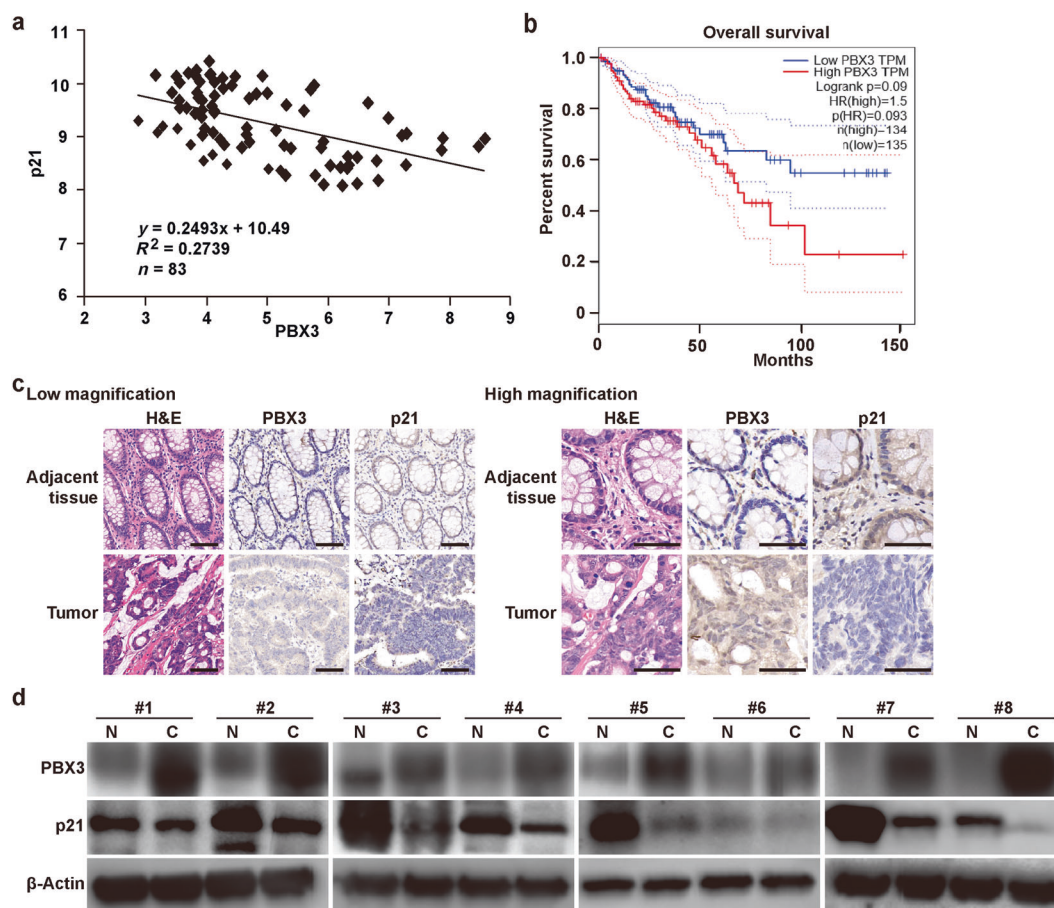 a
11
10
9
8
9
6
p21
y = 0.2493x + 10.49
R² = 0.2739
n = 83
2 3 4 5 6 7 8 9
PBX3
b
Overall survival
Low PBX3 TPM
High PBX3 TPM
Logrank p=0.09
HR(high)=1.5
p(HR)=0.093
n(high)=134
n(low)=135
Percent survival
1.0
0.8
0.6
0.4
0.2
0
0 50 100 150
Months
c
Low magnification
H&E PBX3 p21
Adjacent
tissue
Tumor
High magnification
H&E PBX3 p21
Adjacent
tissue
Tumor
d
#1 #2 #3 #4 #5 #6 #7 #8
N C N C N C N C N C N C N C N C
PBX3
p21
β-Actin